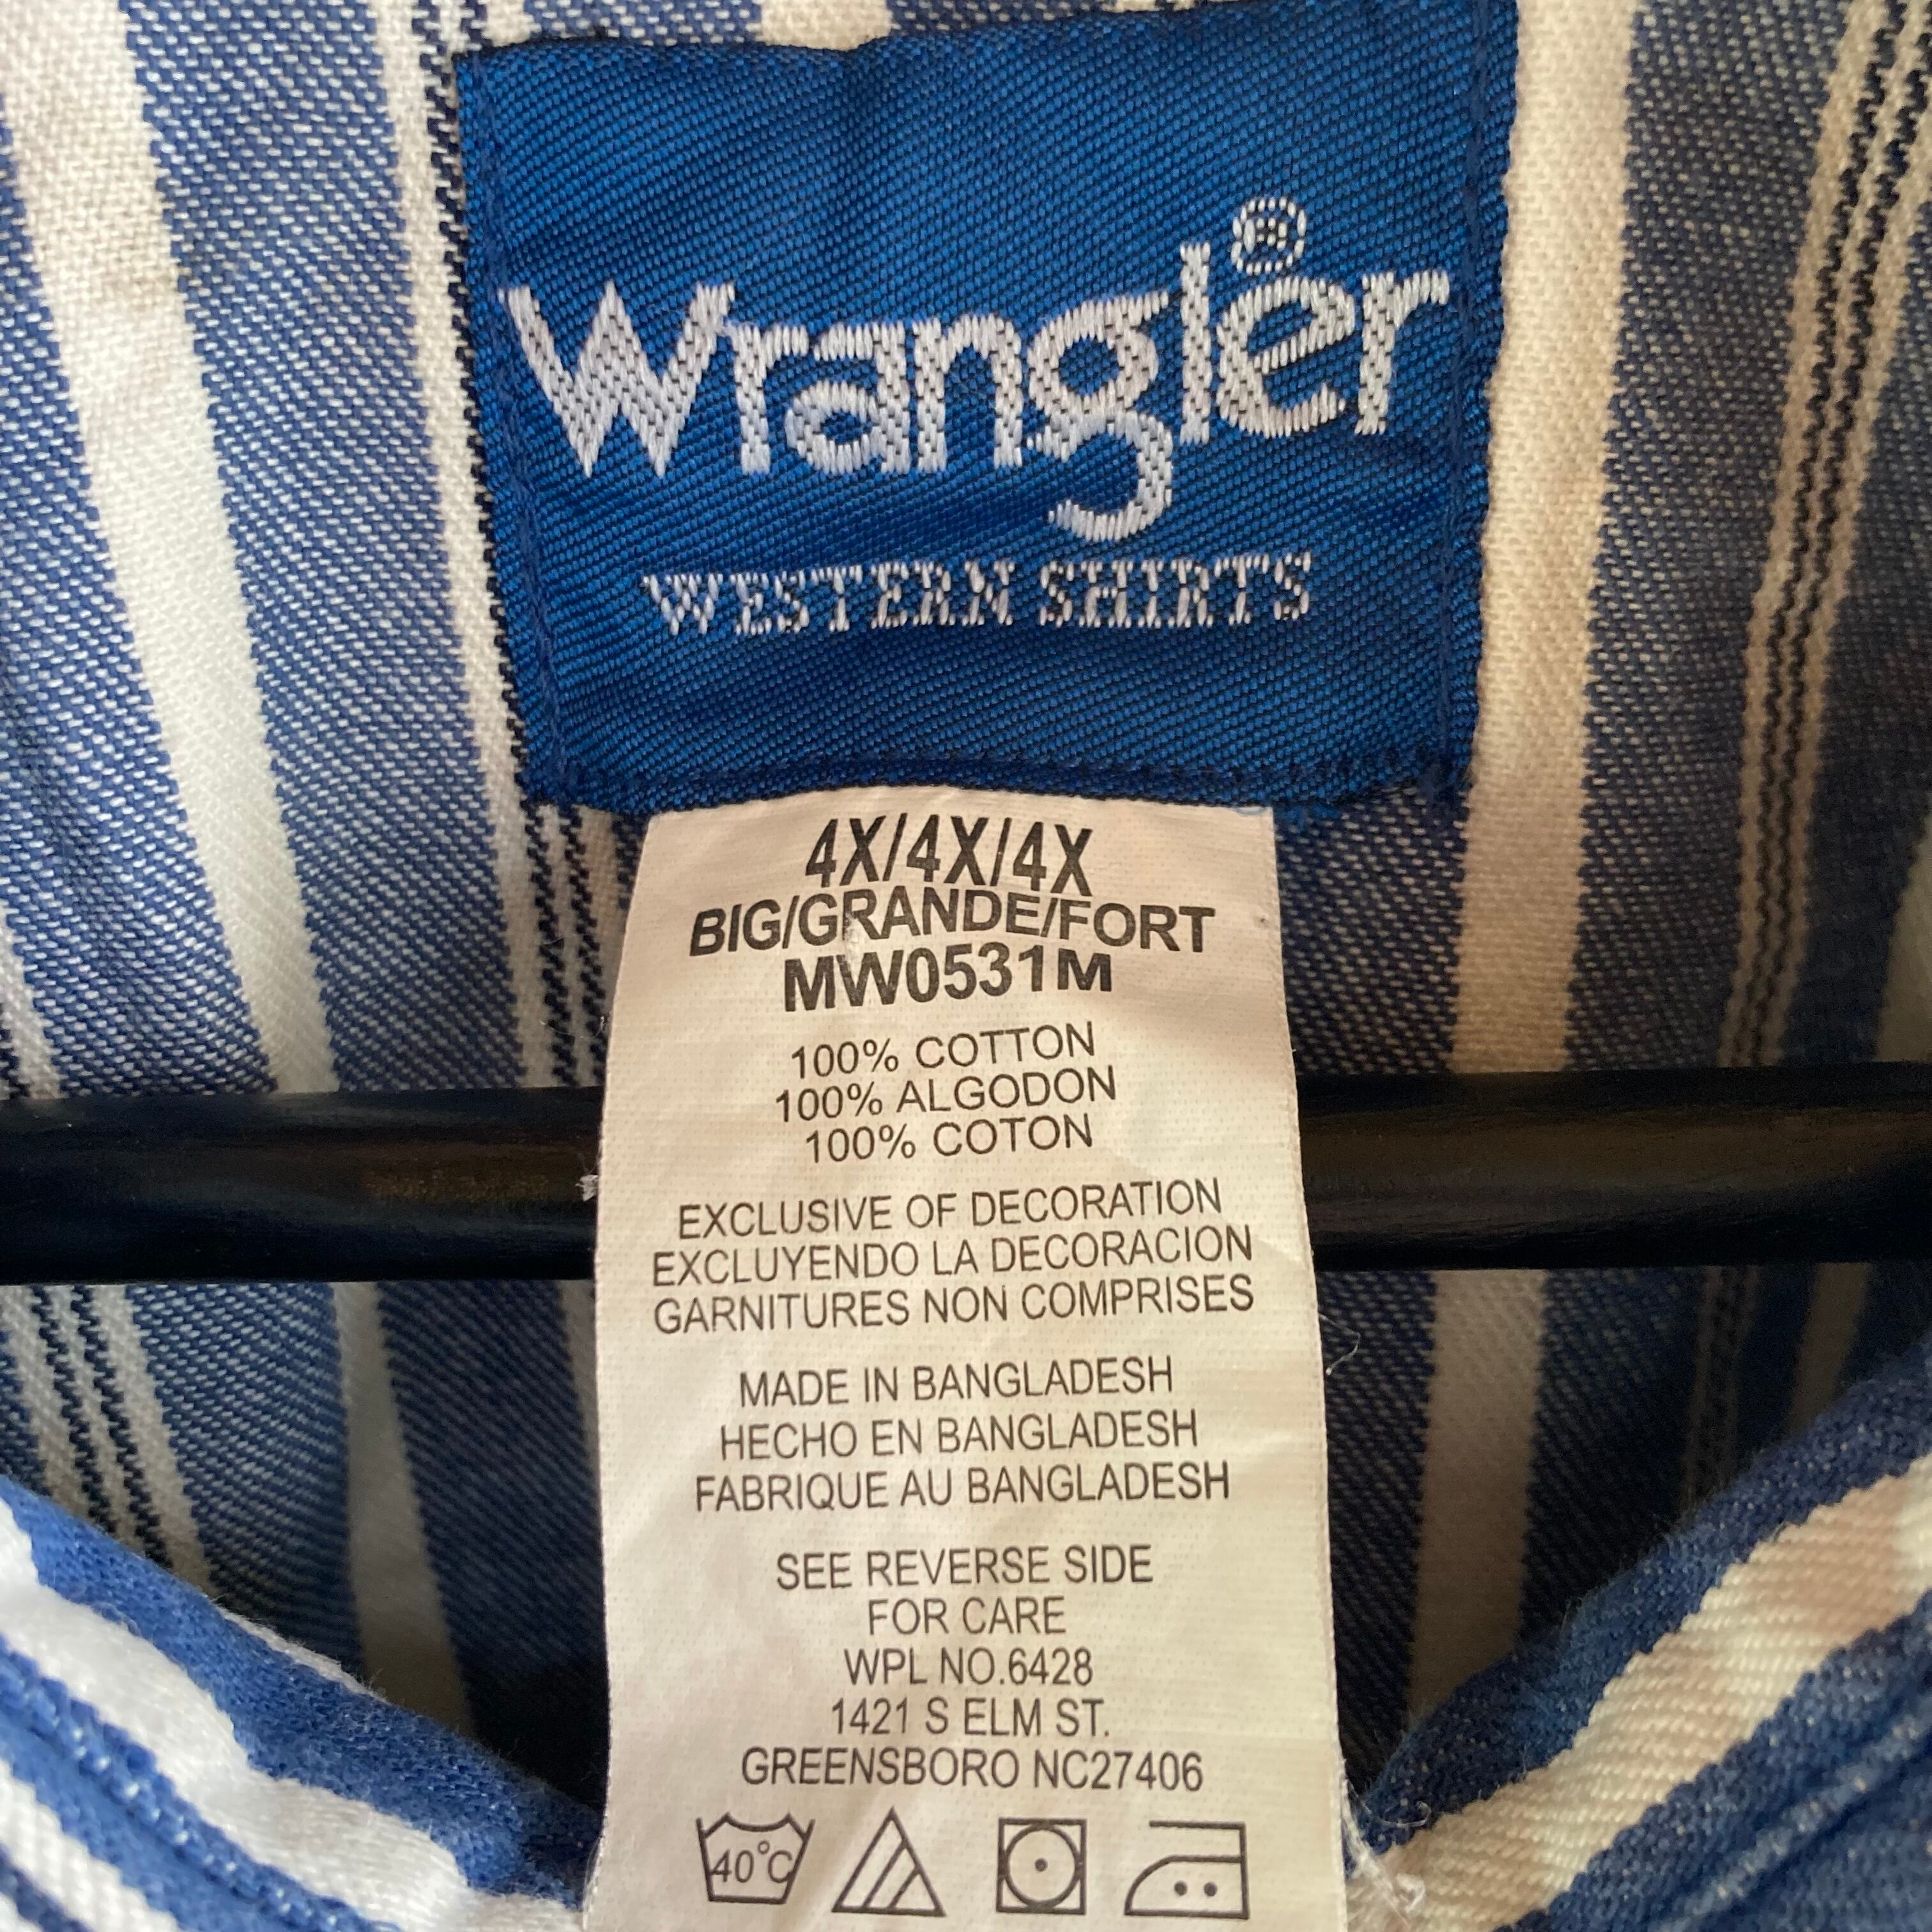 Wrangler®
WESTERN SHIRTS
4X/4X/4X
BIG/GRANDE/FORT
MW0531M
100% COTTON
100% ALGODON
100% COTON
EXCLUSIVE OF DECORATION
EXCLUYENDO LA DECORACION
GARNITURES NON COMPRISES
MADE IN BANGLADESH
HECHO EN BANGLADESH
FABRIQUE AU BANGLADESH
SEE REVERSE SIDE
FOR CARE
WPL NO.6428
1421 S ELM ST.
GREENSBORO NC27406
40°C